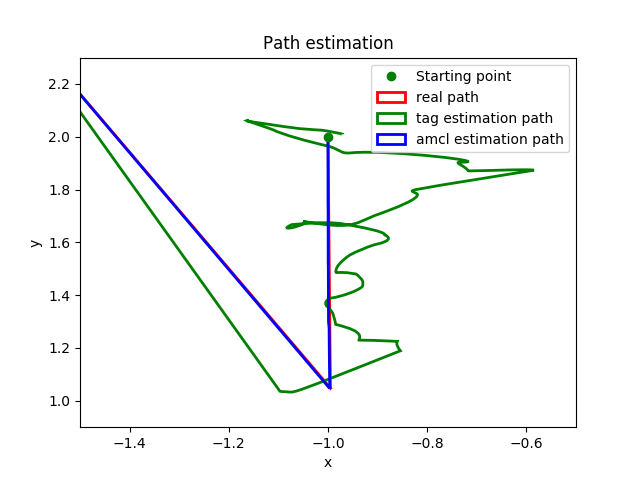 Path estimation
Starting point
real path
tag estimation path
amcl estimation path
2.2
2.0
1.8
1.6
1.4
1.2
1.0
y
−1.4
−1.2
−1.0
−0.8
−0.6
x